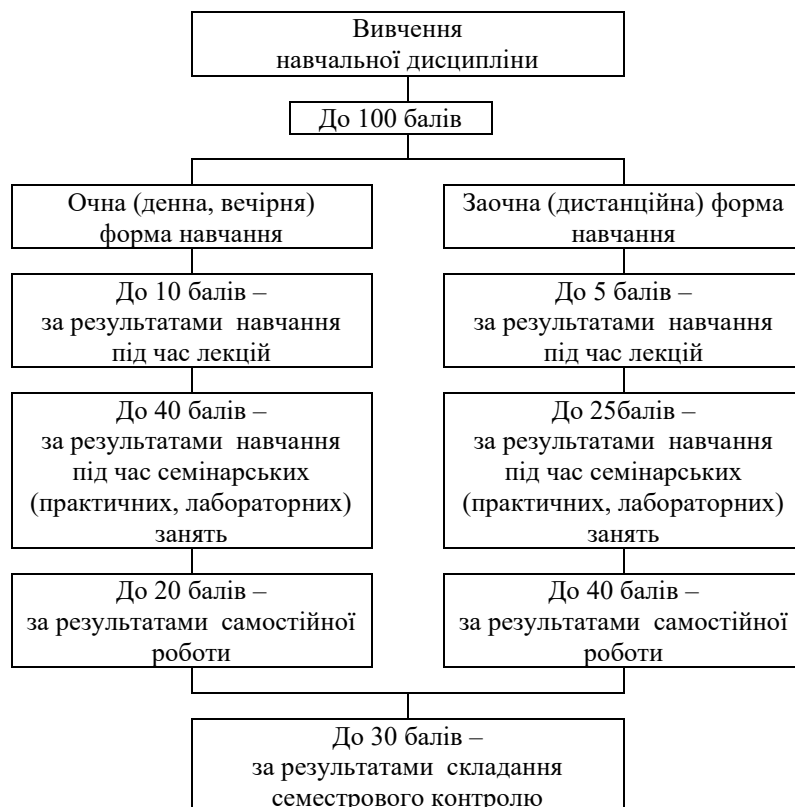 Вивчення
навчальної дисципліни
До 100 балів
Очна (денна, вечірня)
форма навчання
Заочна (дистанційна) форма
навчання
До 10 балів –
за результатами навчання
під час лекцій
До 5 балів –
за результатами навчання
під час лекцій
До 40 балів –
за результатами навчання
під час семінарських
(практичних, лабораторних)
занять
До 25балів –
за результатами навчання
під час семінарських
(практичних, лабораторних)
занять
До 20 балів –
за результатами самостійної
роботи
До 40 балів –
за результатами самостійної
роботи
До 30 балів –
за результатами складання
семестрового контролю